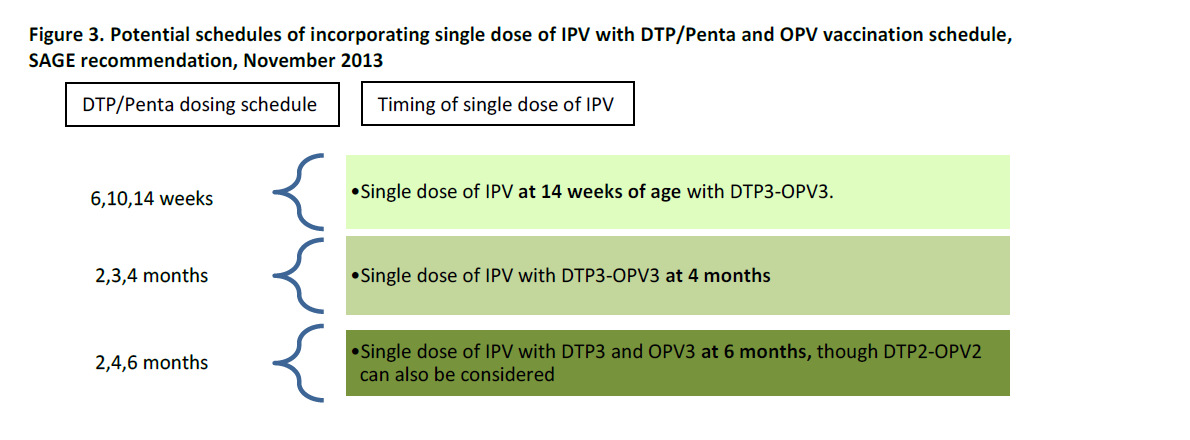 Figure 3. Potential schedules of incorporating single dose of IPV with DTP/Penta and OPV vaccination schedule,
SAGE recommendation, November 2013
DTP/Penta dosing schedule
Timing of single dose of IPV
6,10,14 weeks
•Single dose of IPV at 14 weeks of age with DTP3-OPV3.
2,3,4 months
•Single dose of IPV with DTP3-OPV3 at 4 months
2,4,6 months
•Single dose of IPV with DTP3 and OPV3 at 6 months, though DTP2-OPV2
can also be considered